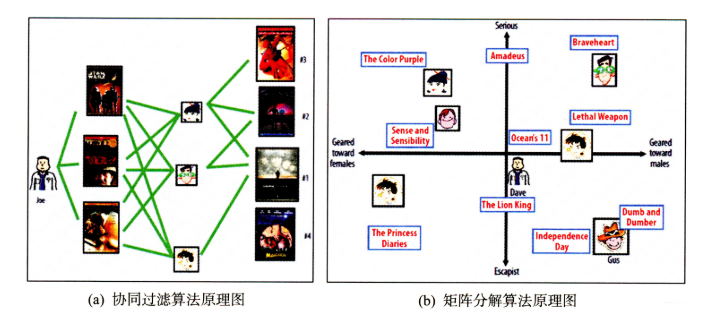 Joe
#3
#2
#1
#4
(a) 协同过滤算法原理图
Serious
Braveheart
The Color Purple
Amadeus
Lethal Weapon
Sense and
Sensibility
Ocean's 11
Geared
toward
females
Geared
toward
males
Dave
The Lion King
Dumb and
Dumber
The Princess
Diaries
Independence
Day
Gus
Escapist
(b) 矩阵分解算法原理图